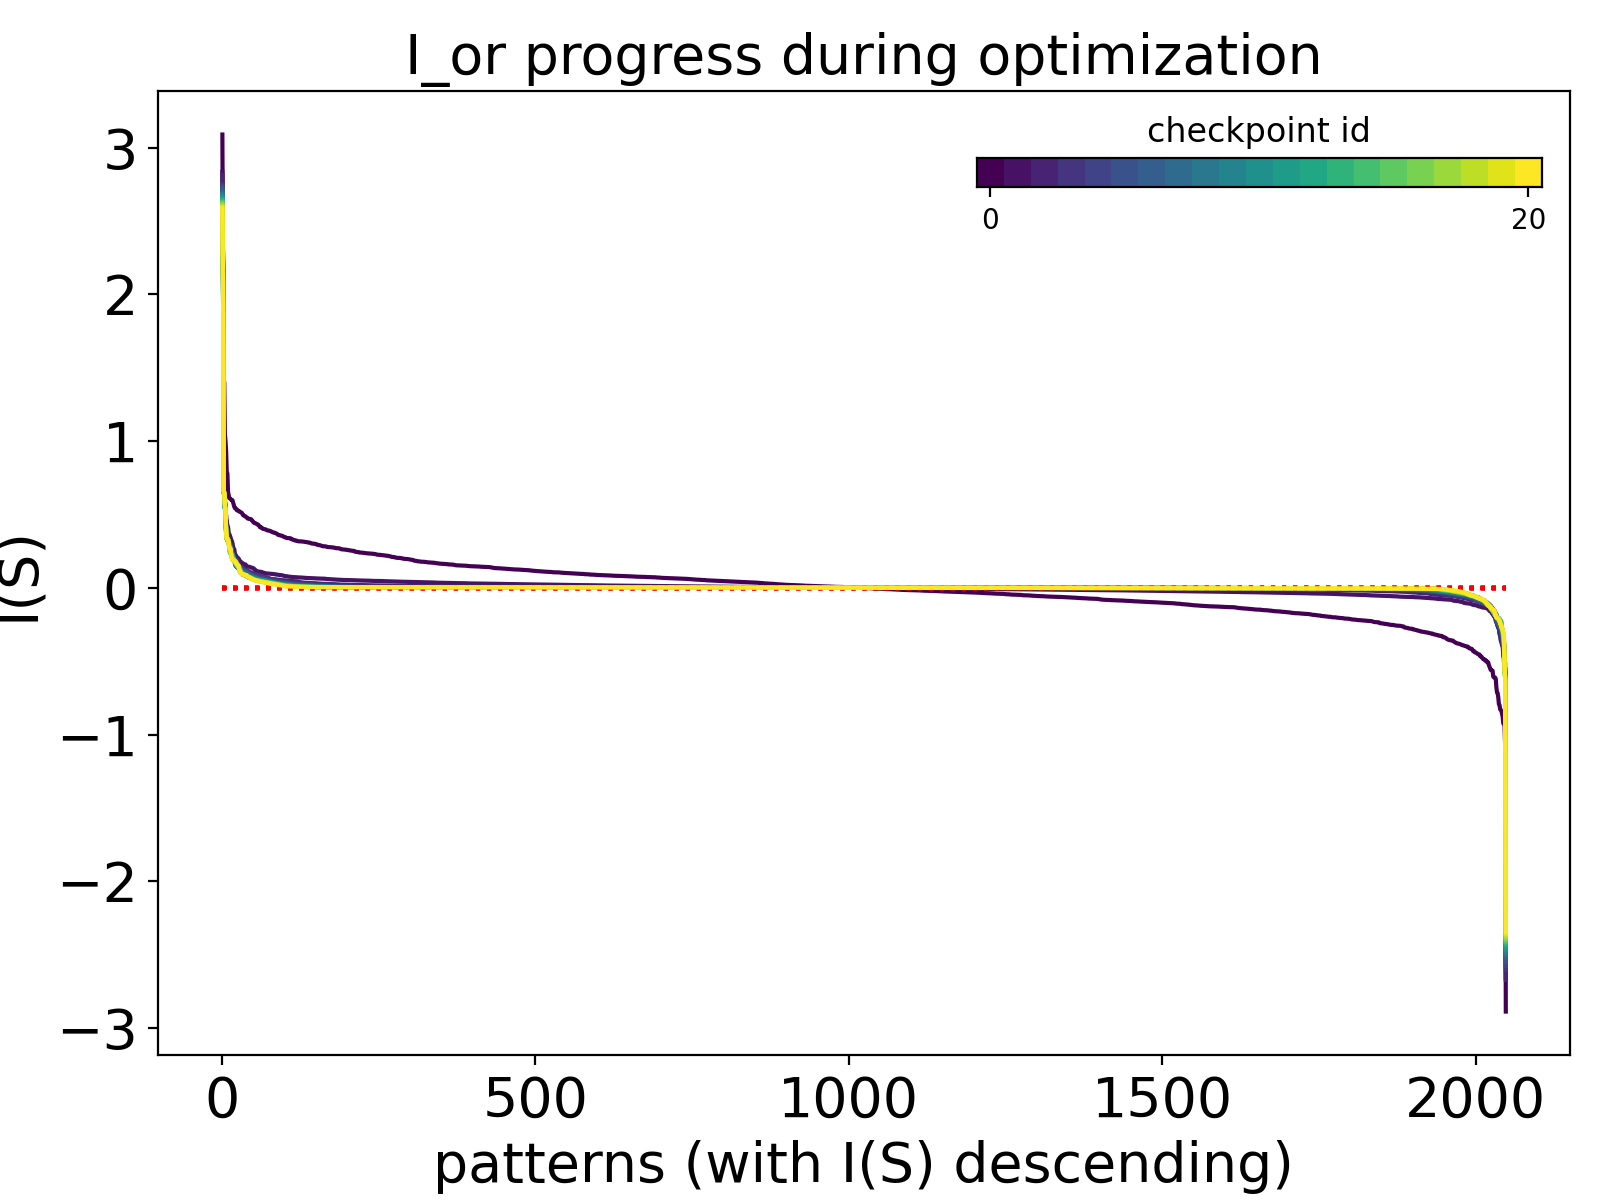 I_or progress during optimization
checkpoint id
0 20
3
2
1
0
−1
−2
−3
I(S)
0 500 1000 1500 2000
patterns (with I(S) descending)